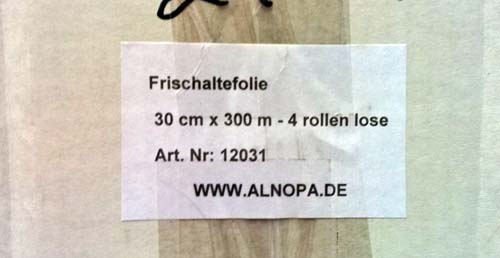 Frischaltefolie
30 cm x 300 m - 4 rollen lose
Art. Nr: 12031
WWW.ALNOPA.DE